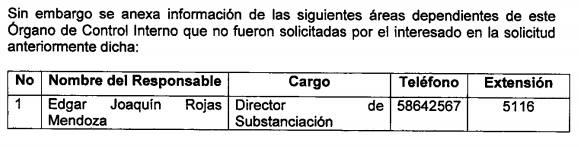 Sin embargo se anexa información de las siguientes áreas dependientes de este
Órgano de Control Interno que no fueron solicitadas por el interesado en la solicitud
anteriormente dicha:
No Nombre del Responsable Cargo Teléfono Extensión
1 Edgar Joaquín Rojas Director de 58642567 5116
Mendoza Substanciación